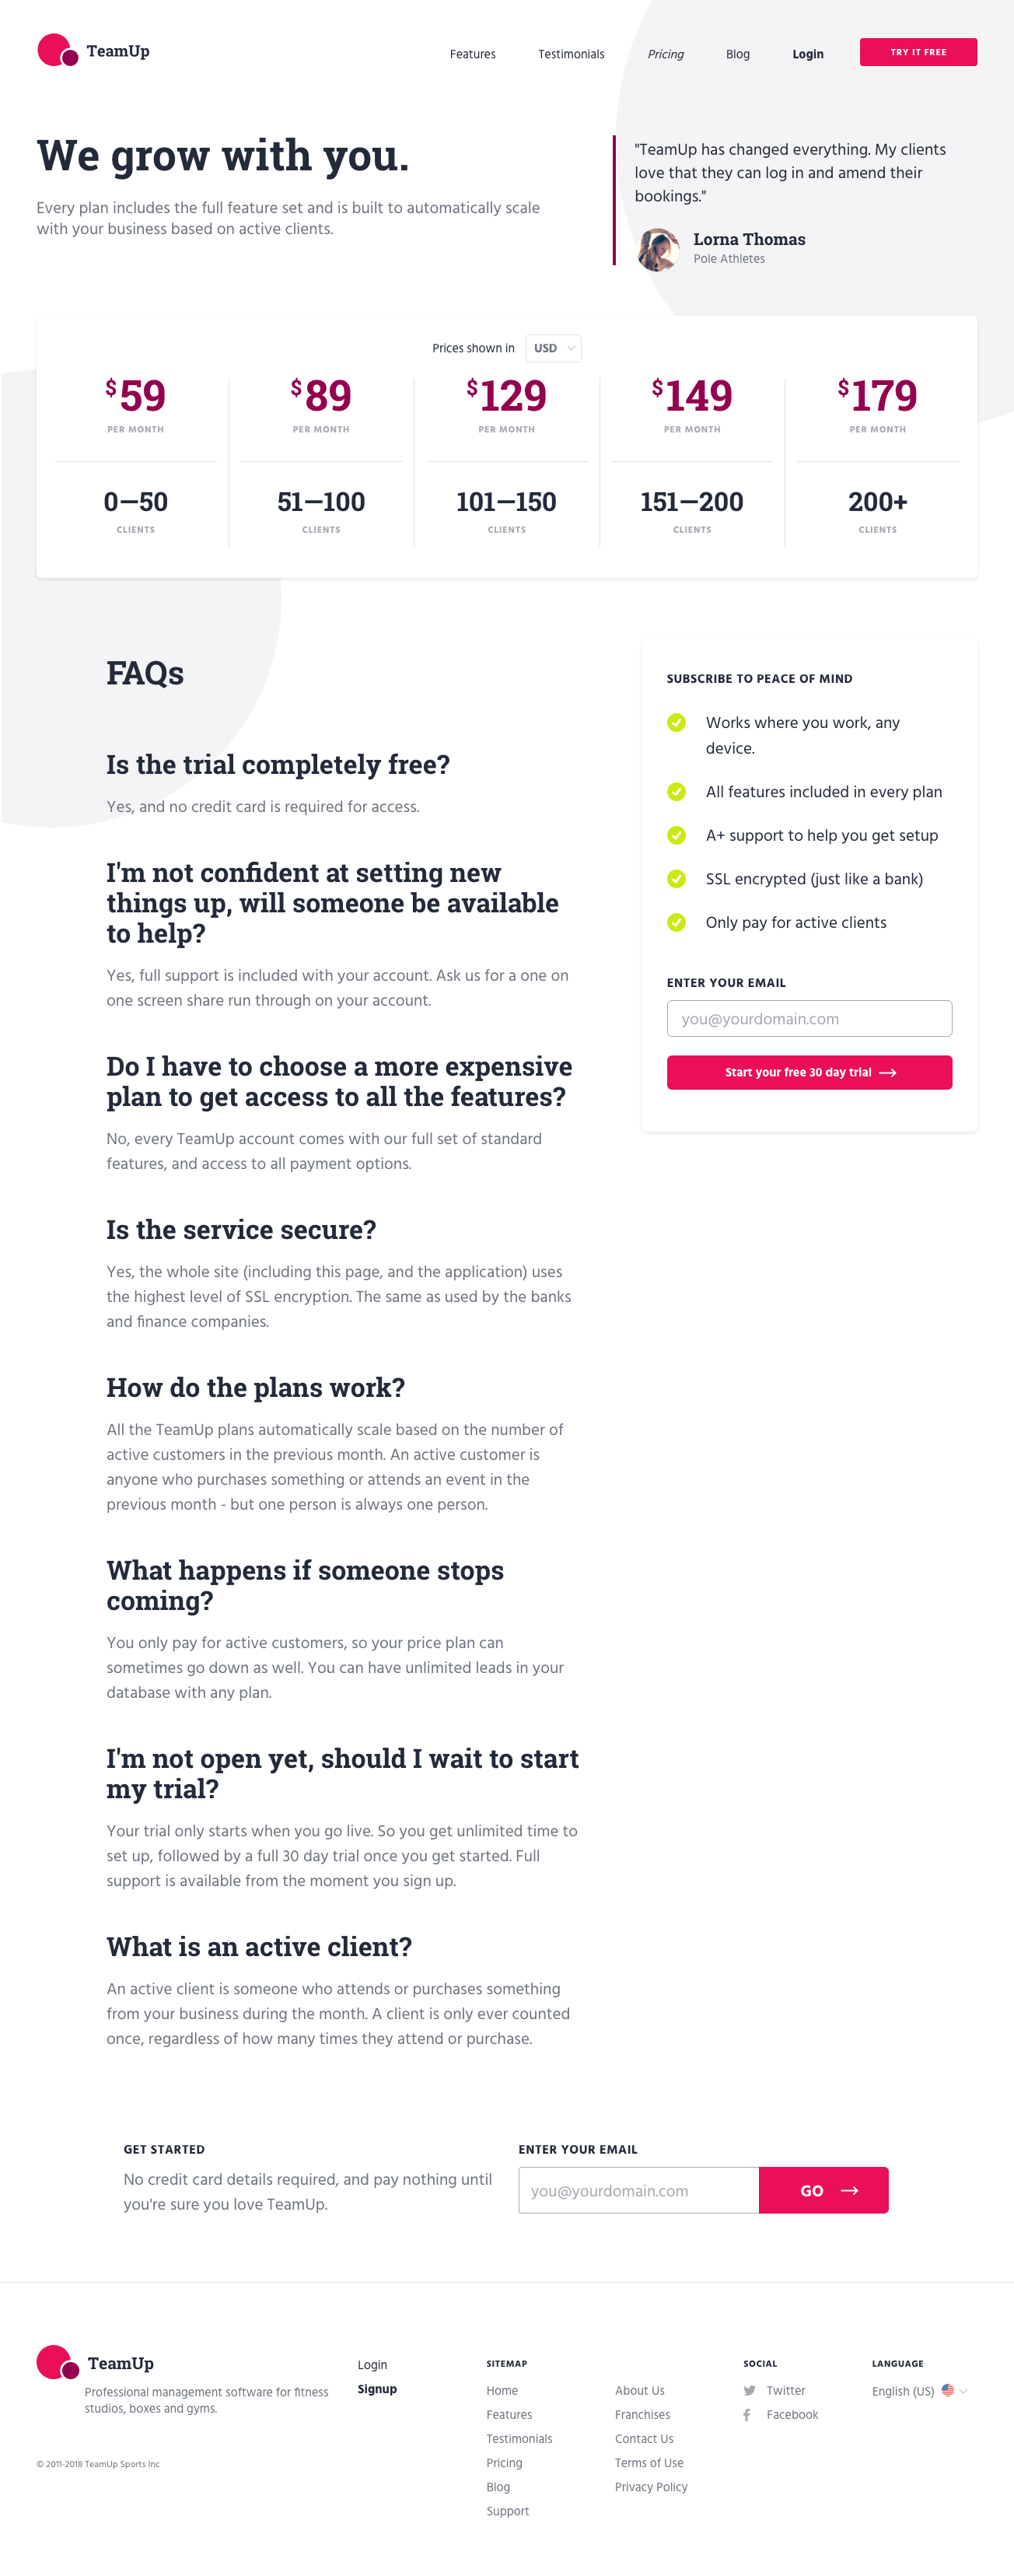 TeamUp
Features
Testimonials
Pricing
Blog
Login
TRY IT FREE
We grow with you.
Every plan includes the full feature set and is built to automatically scale
with your business based on active clients.
"TeamUp has changed everything. My clients
love that they can log in and amend their
bookings."
Lorna Thomas
Pole Athletes
Prices shown in
USD
$59
PER MONTH
0—50
CLIENTS
$89
PER MONTH
51—100
CLIENTS
$129
PER MONTH
101—150
CLIENTS
$149
PER MONTH
151—200
CLIENTS
$179
PER MONTH
200+
CLIENTS
FAQs
Is the trial completely free?
Yes, and no credit card is required for access.
I'm not confident at setting new
things up, will someone be available
to help?
Yes, full support is included with your account. Ask us for a one on
one screen share run through on your account.
Do I have to choose a more expensive
plan to get access to all the features?
No, every TeamUp account comes with our full set of standard
features, and access to all payment options.
Is the service secure?
Yes, the whole site (including this page, and the application) uses
the highest level of SSL encryption. The same as used by the banks
and finance companies.
How do the plans work?
All the TeamUp plans automatically scale based on the number of
active customers in the previous month. An active customer is
anyone who purchases something or attends an event in the
previous month - but one person is always one person.
What happens if someone stops
coming?
You only pay for active customers, so your price plan can
sometimes go down as well. You can have unlimited leads in your
database with any plan.
I'm not open yet, should I wait to start
my trial?
Your trial only starts when you go live. So you get unlimited time to
set up, followed by a full 30 day trial once you get started. Full
support is available from the moment you sign up.
What is an active client?
An active client is someone who attends or purchases something
from your business during the month. A client is only ever counted
once, regardless of how many times they attend or purchase.
SUBSCRIBE TO PEACE OF MIND
Works where you work, any
device.
All features included in every plan
A+ support to help you get setup
SSL encrypted (just like a bank)
Only pay for active clients
ENTER YOUR EMAIL
you@yourdomain.com
Start your free 30 day trial
GET STARTED
No credit card details required, and pay nothing until
you're sure you love TeamUp.
ENTER YOUR EMAIL
you@yourdomain.com
GO
TeamUp
Professional management software for fitness
studios, boxes and gyms.
© 2011-2018 TeamUp Sports Inc
Login
Signup
SITEMAP
Home
Features
Testimonials
Pricing
Blog
Support
About Us
Franchises
Contact Us
Terms of Use
Privacy Policy
SOCIAL
Twitter
Facebook
LANGUAGE
English (US)